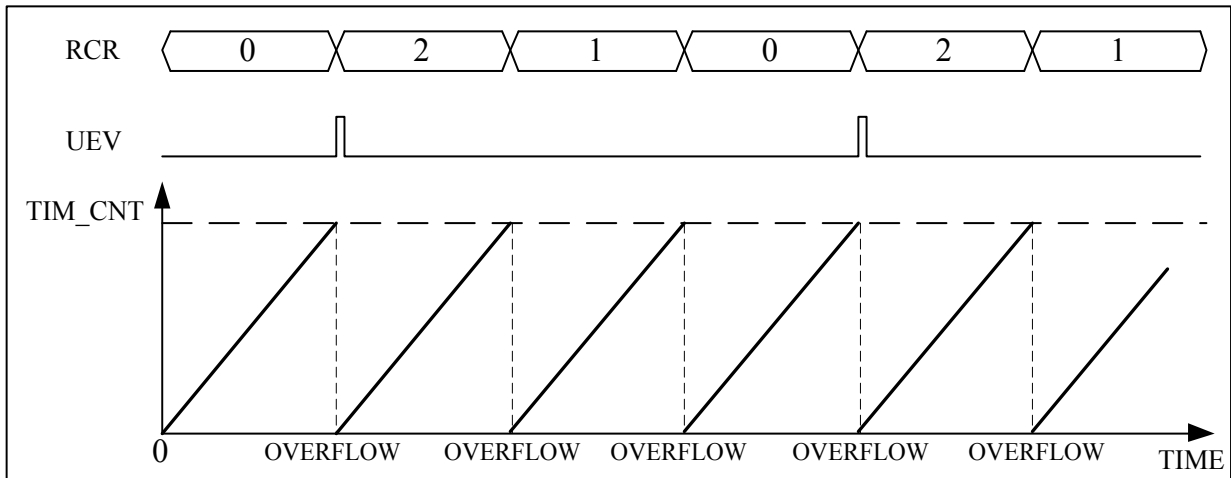 RCR 0 2 1 0 2 1
UEV
TIM_CNT
0 OVERFLOW OVERFLOW OVERFLOW OVERFLOW OVERFLOW
TIME